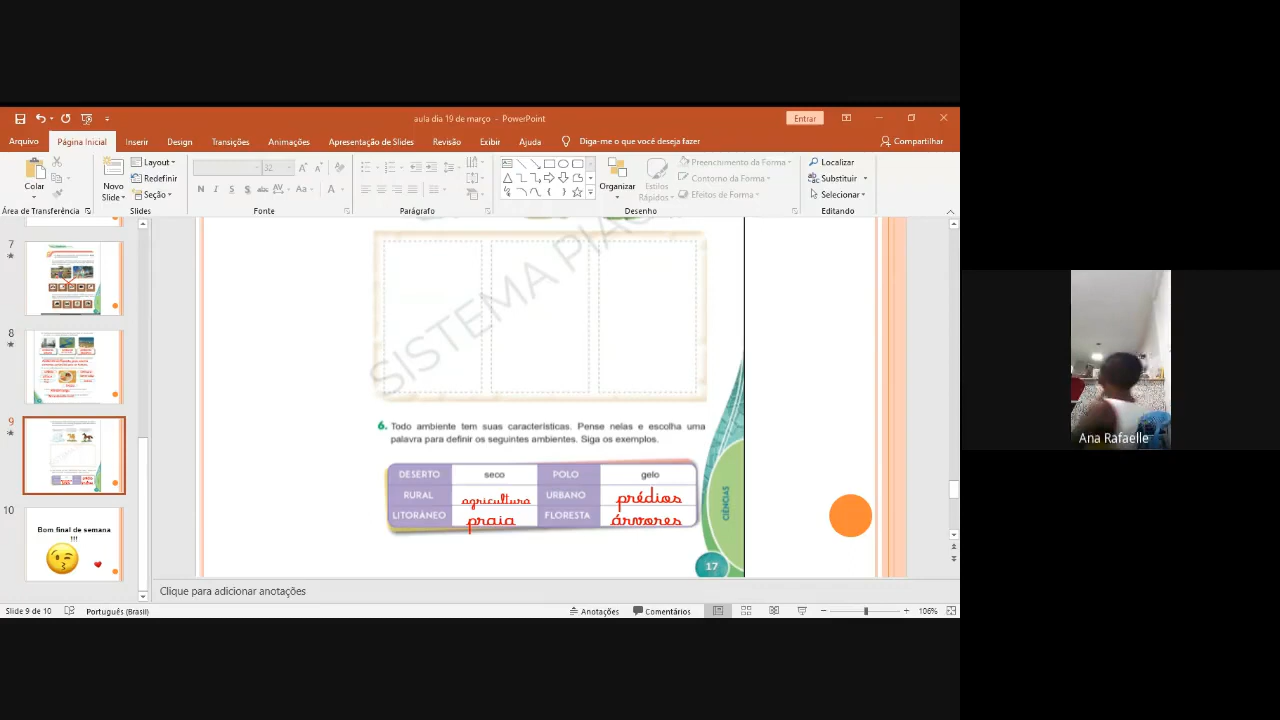 aula dia 19 de março - PowerPoint
Entrar
Arquivo Página Inicial Inserir Design Transições Animações Apresentação de Slides Revisão Exibir Ajuda Diga-me o que você deseja fazer Compartilhar
Colar
Novo Slide
Layout
Redefinir
Seção
32
N I S S abc AV Aa A
Organizar
Estilos Rápidos
Preenchimento da Forma
Contorno da Forma
Efeitos de Forma
Localizar
Substituir
Selecionar
Área de Transferência Slides Fonte Parágrafo Desenho Editando
7
8
9
10
Bom final de semana
!!!
SISTEMA PIA
6. Todo ambiente tem suas características. Pense nelas e escolha uma
palavra para definir os seguintes ambientes. Siga os exemplos.
DESERTO seco POLO gelo
RURAL agricultura URBANO prédios
LITORÂNEO praia FLORESTA árvores
CIÊNCIAS
17
Ana Rafaelle
Clique para adicionar anotações
Slide 9 de 10 Português (Brasil) Anotações Comentários 106%